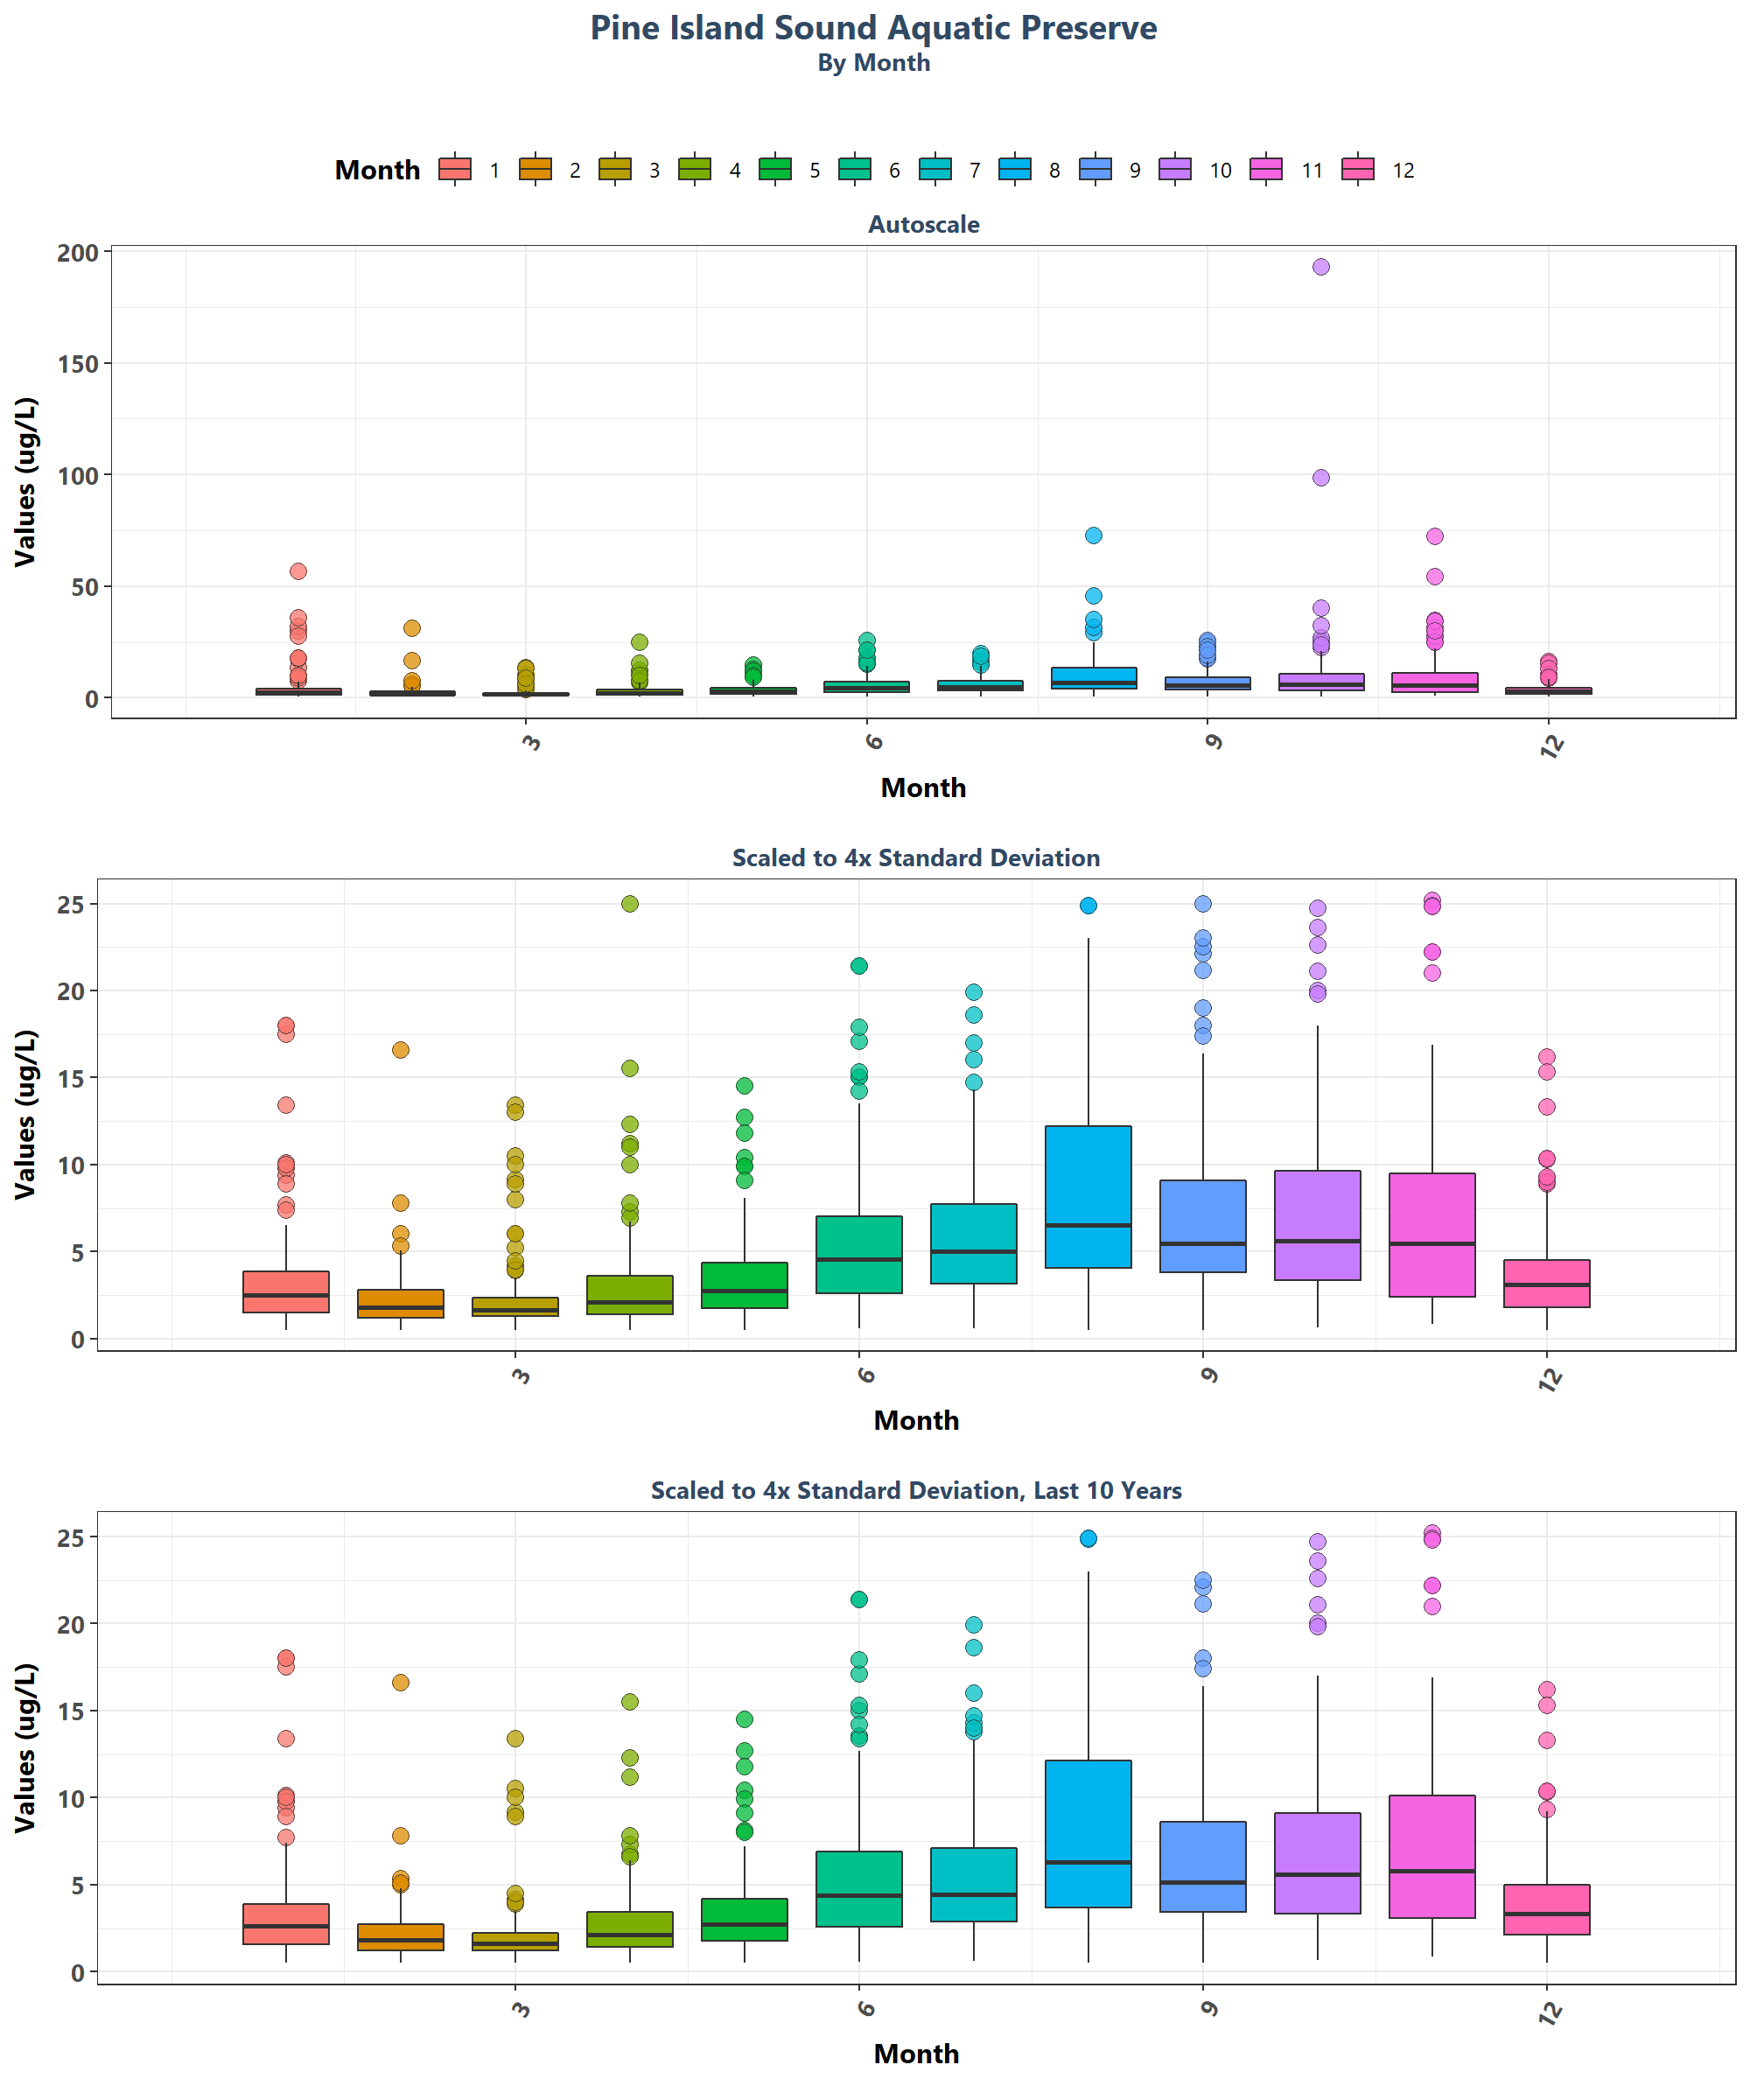 Pine Island Sound Aquatic Preserve
By Month
Month 1 2 3 4 5 6 7 8 9 10 11 12
Autoscale
Values (ug/L)
200
150
100
50
0
3 6 9 12
Month
Scaled to 4x Standard Deviation
Values (ug/L)
25
20
15
10
5
0
3 6 9 12
Month
Scaled to 4x Standard Deviation, Last 10 Years
Values (ug/L)
25
20
15
10
5
0
3 6 9 12
Month